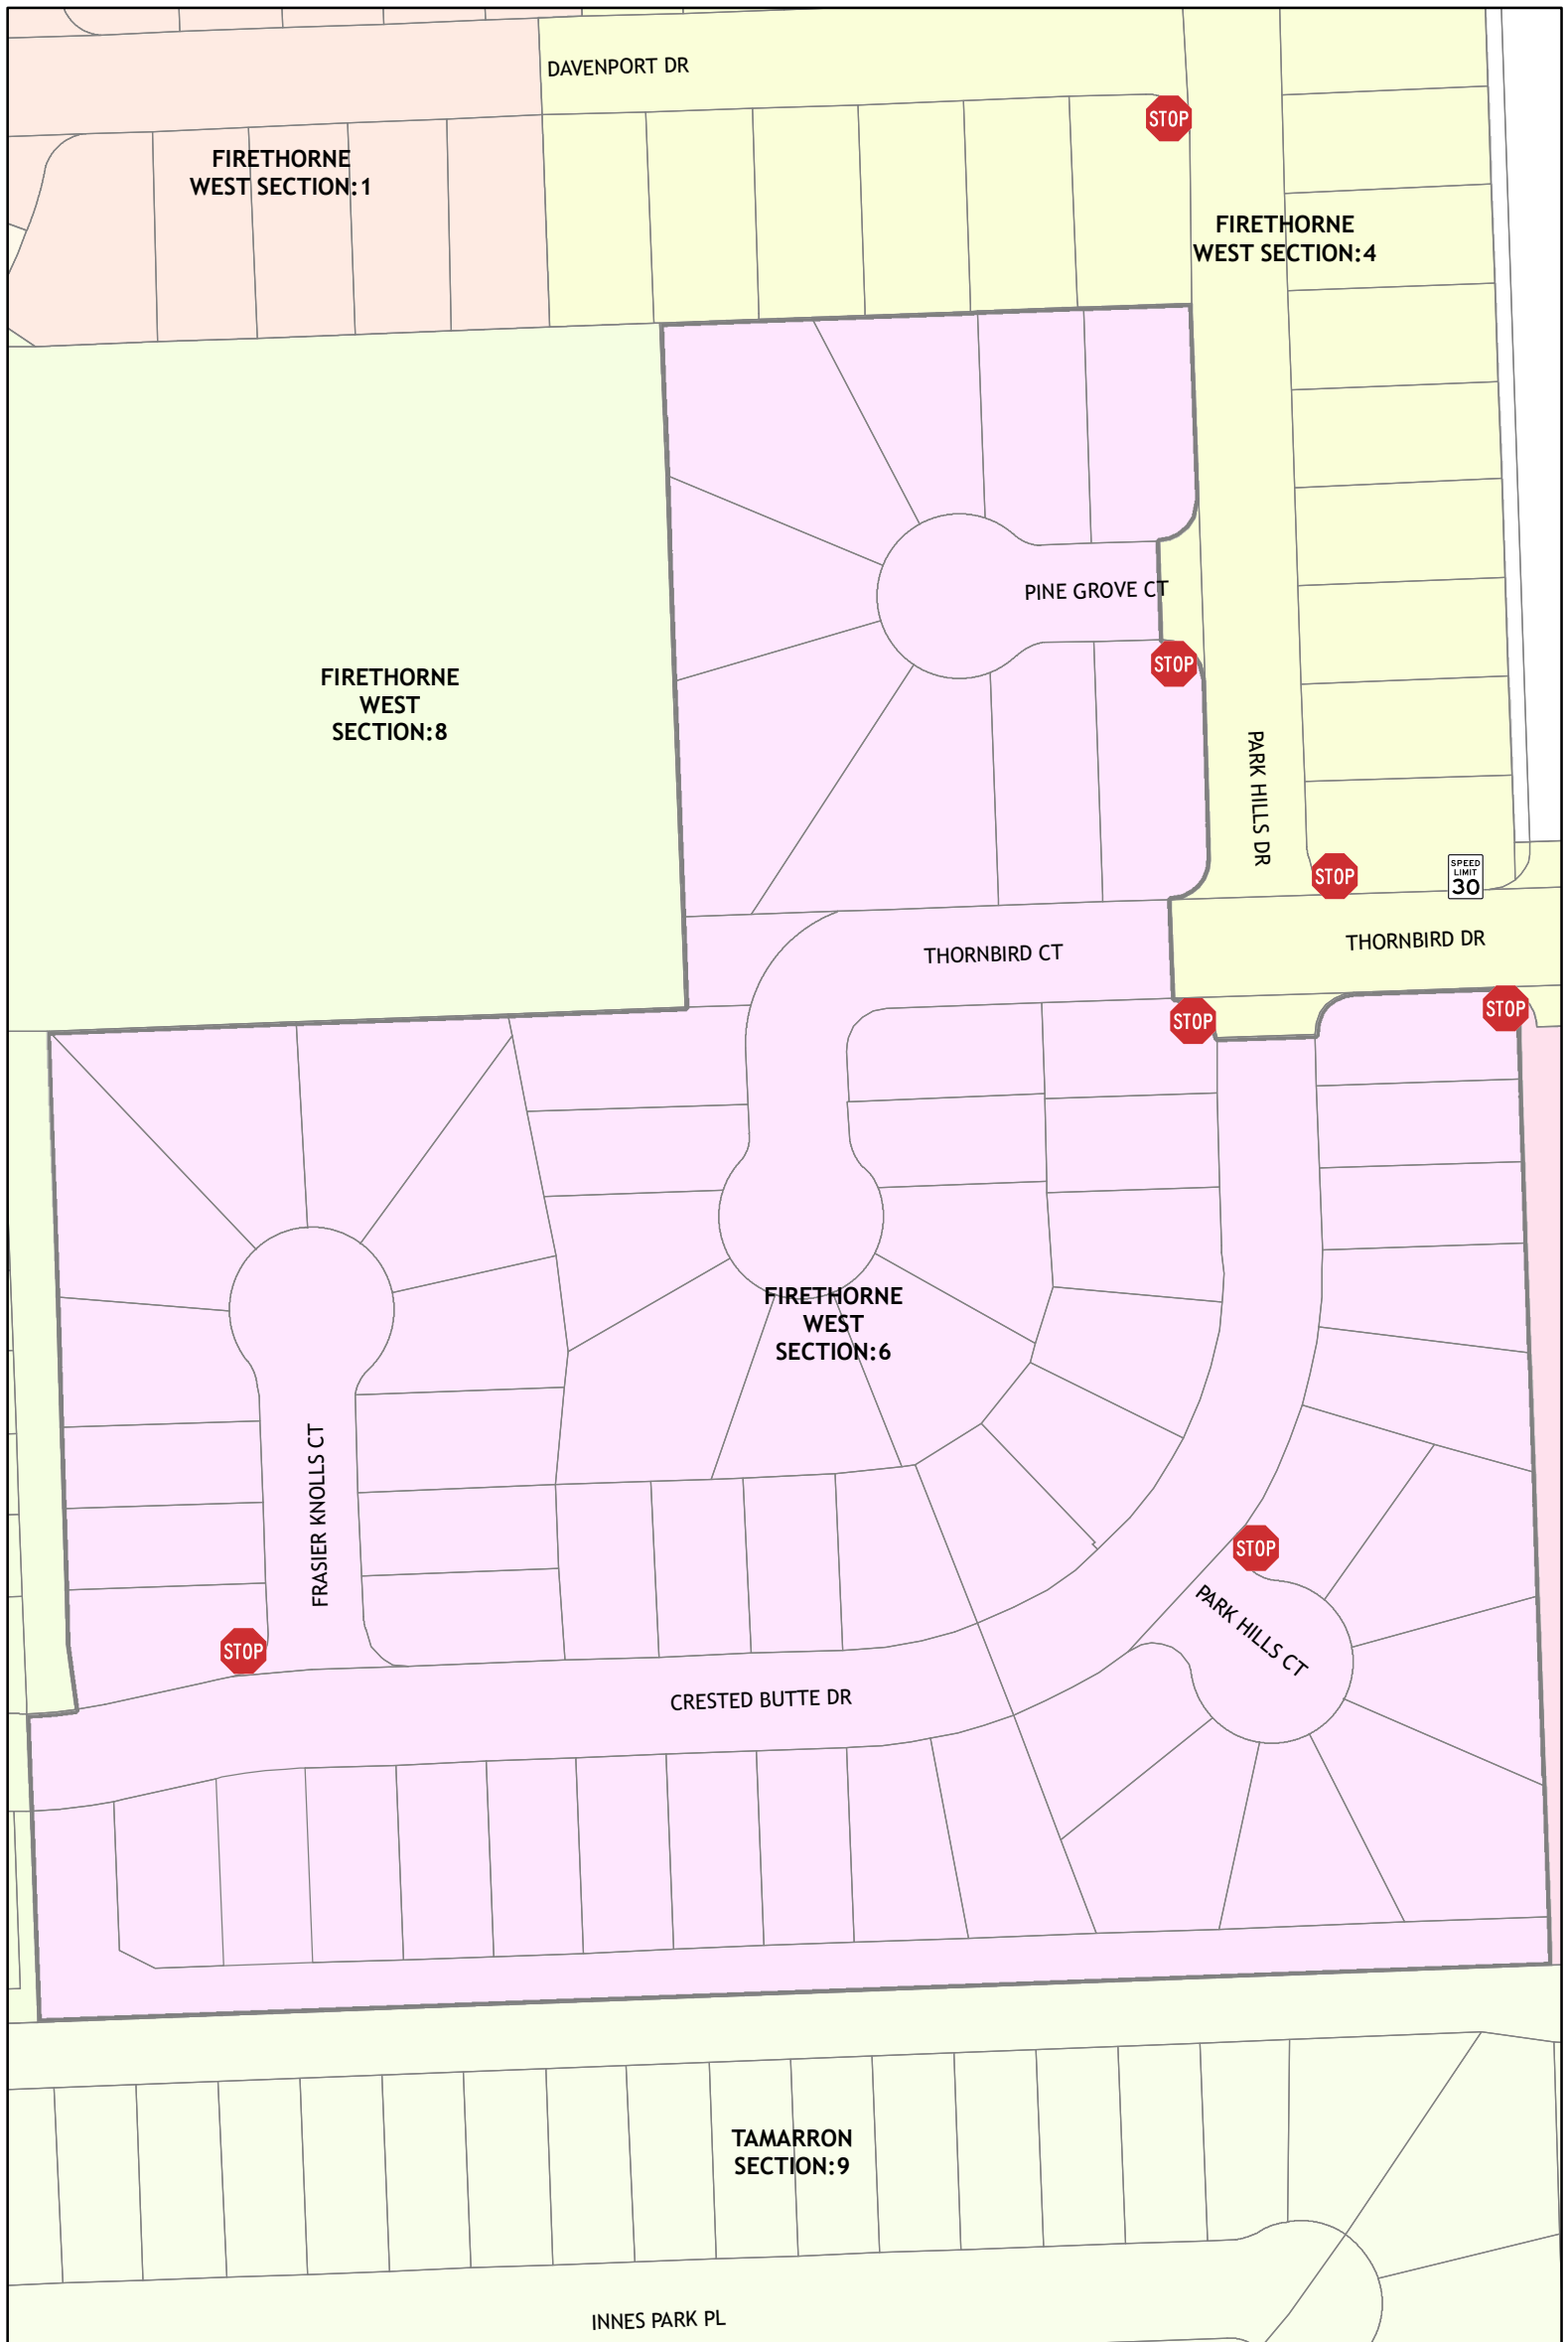 DAVENPORT DR
STOP
FIRETHORNE
WEST SECTION:1
FIRETHORNE
WEST SECTION:4
PINE GROVE CT
STOP
FIRETHORNE
WEST
SECTION:8
PARK HILLS DR
STOP
SPEED
LIMIT
30
THORNBIRD CT
THORNBIRD DR
STOP
STOP
FIRETHORNE
WEST
SECTION:6
FRASIER KNOLLS CT
STOP
PARK HILLS CT
STOP
CRESTED BUTTE DR
TAMARRON
SECTION:9
INNES PARK PL